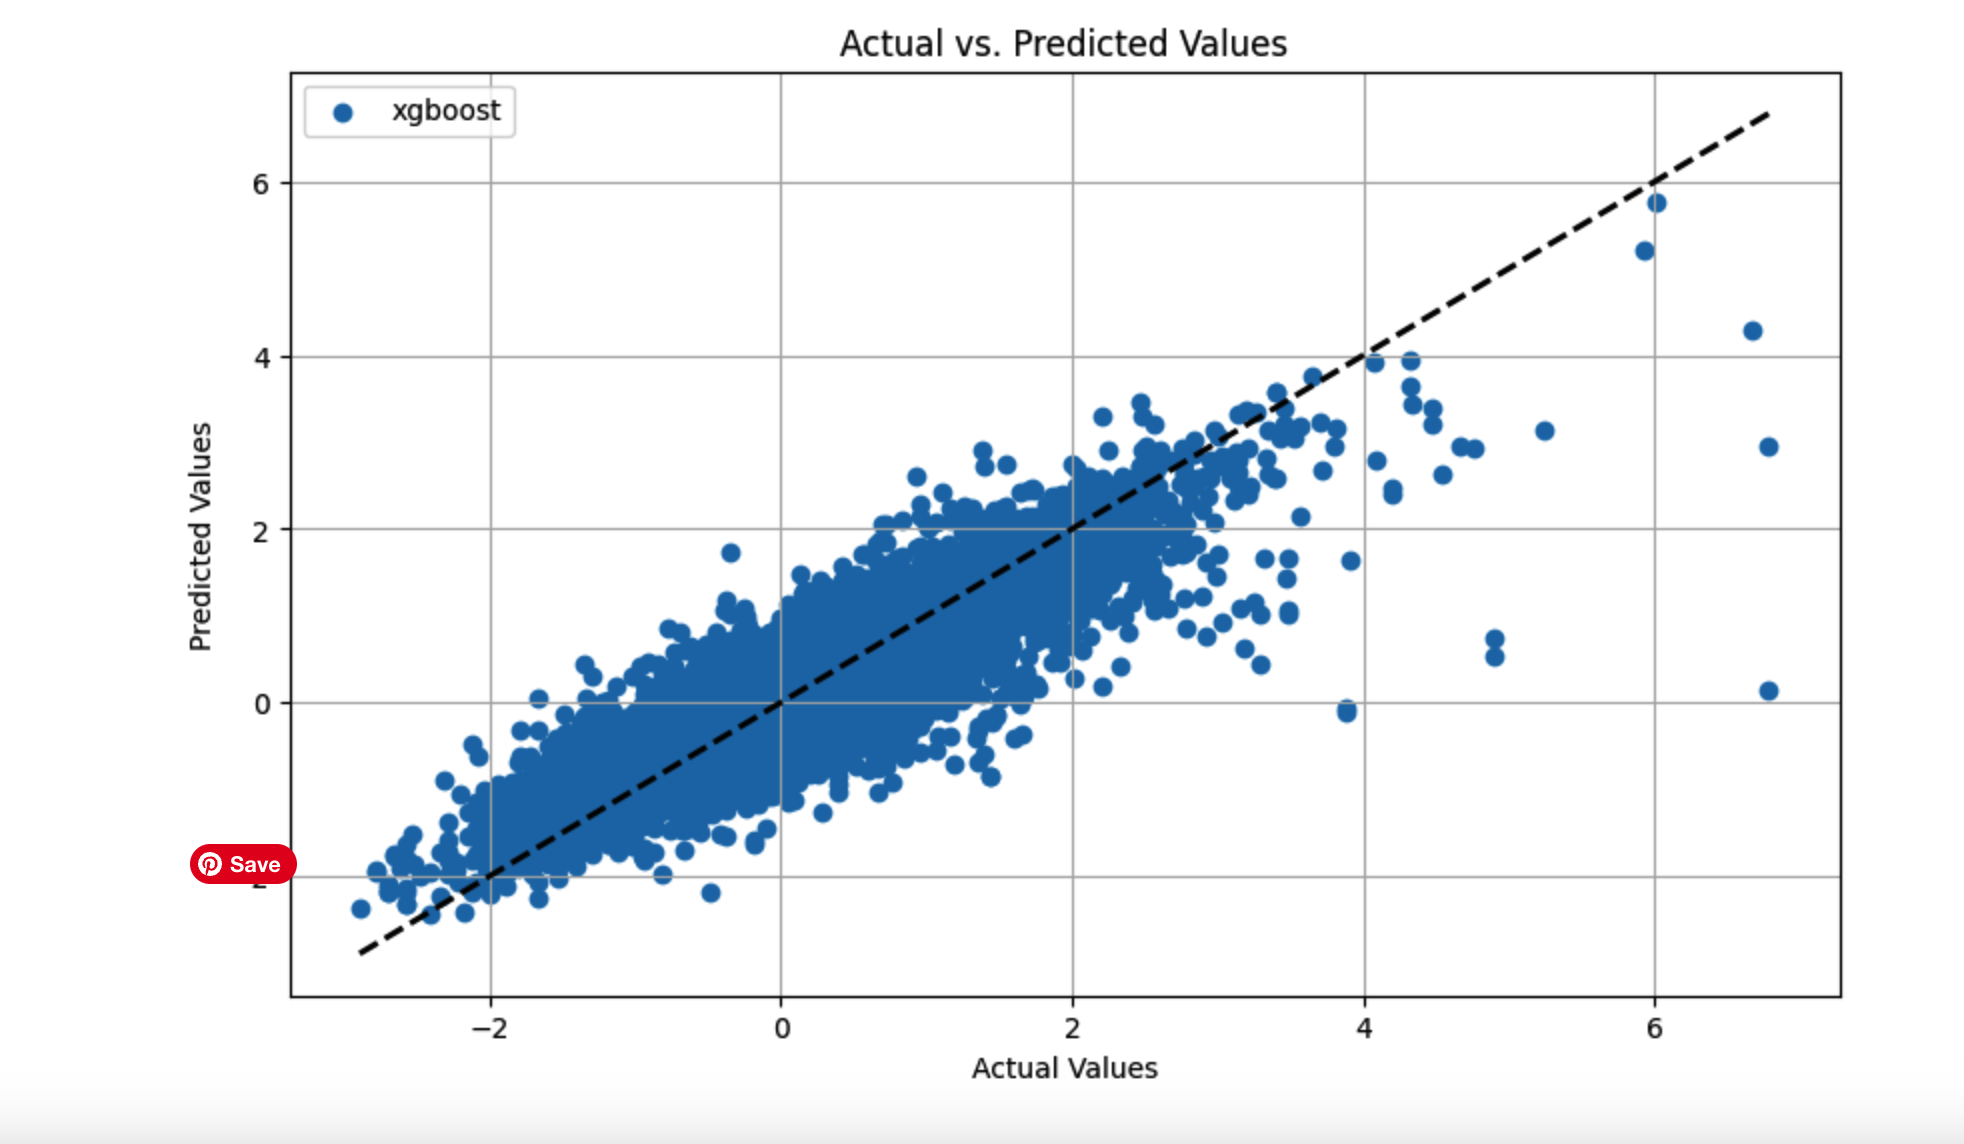 Actual vs. Predicted Values
xgboost
6
4
2
0
2
Predicted Values
Save
−2
0
2
4
6
Actual Values